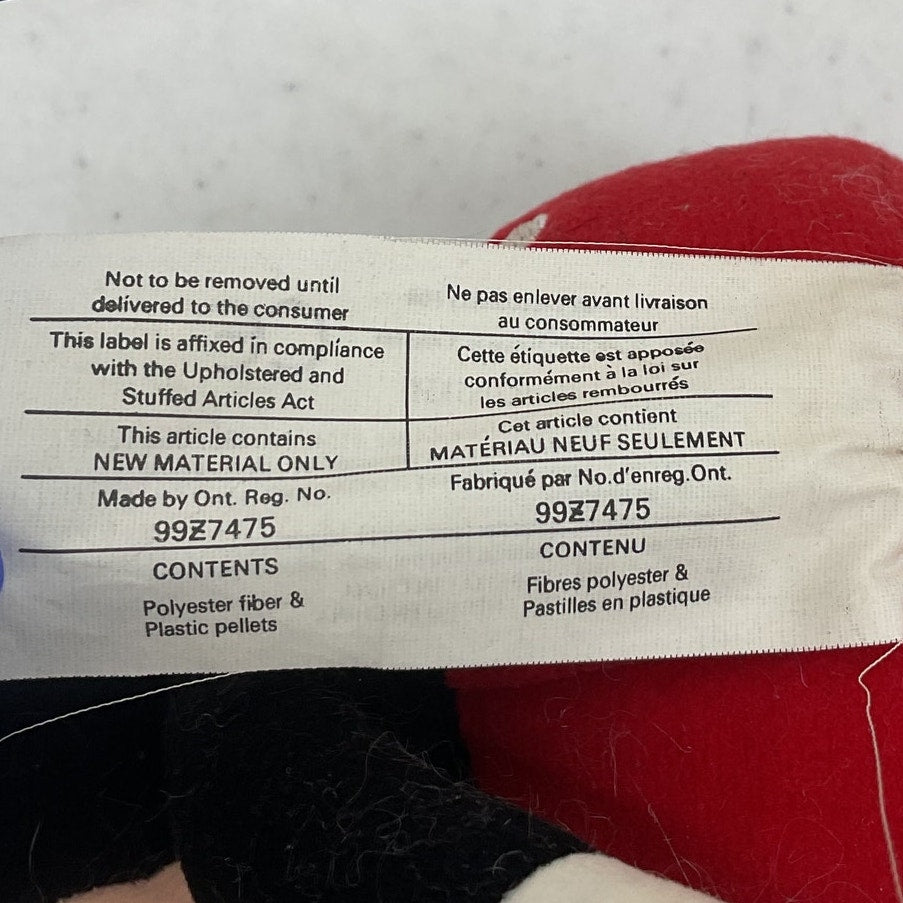 Not to be removed until
delivered to the consumer
Ne pas enlever avant livraison
au consommateur
This label is affixed in compliance
with the Upholstered and
Stuffed Articles Act
Cette étiquette est apposée
conformément à la loi sur
les articles rembourrés
This article contains
NEW MATERIAL ONLY
Cet article contient
MATÉRIAU NEUF SEULEMENT
Made by Ont. Reg. No.
99Ƶ7475
Fabriqué par No.d'enreg.Ont.
99Ƶ7475
CONTENTS
Polyester fiber &
Plastic pellets
CONTENU
Fibres polyester &
Pastilles en plastique